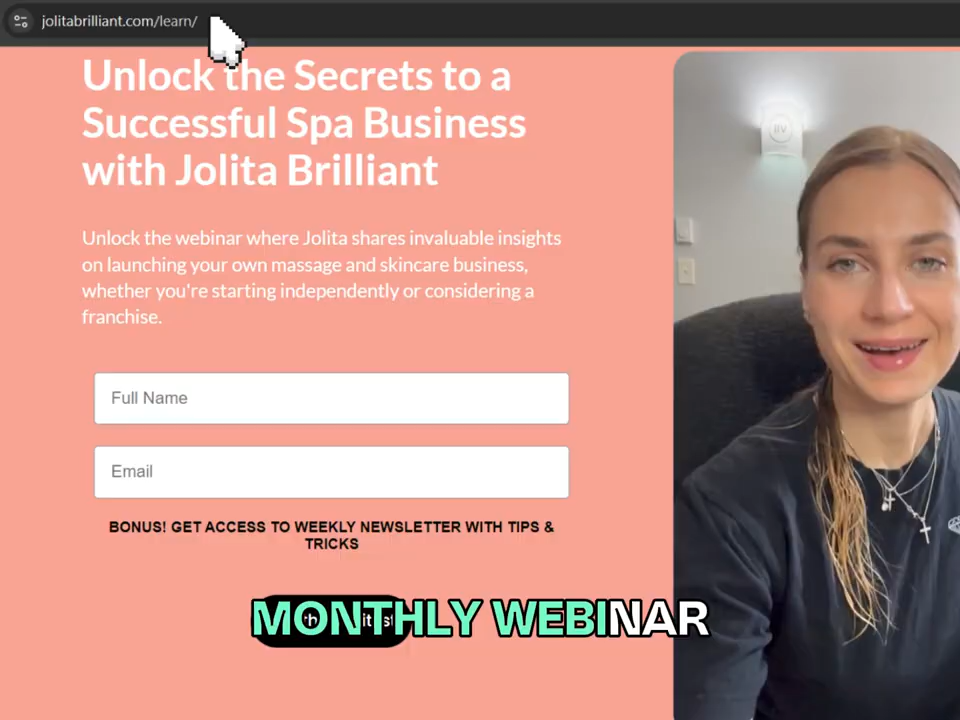 jolitabrilliant.com/learn/
Unlock the Secrets to a
Successful Spa Business
with Jolita Brilliant
Unlock the webinar where Jolita shares invaluable insights
on launching your own massage and skincare business,
whether you're starting independently or considering a
franchise.
Full Name
Email
BONUS! GET ACCESS TO WEEKLY NEWSLETTER WITH TIPS &
TRICKS
MONTHLY WEBINAR